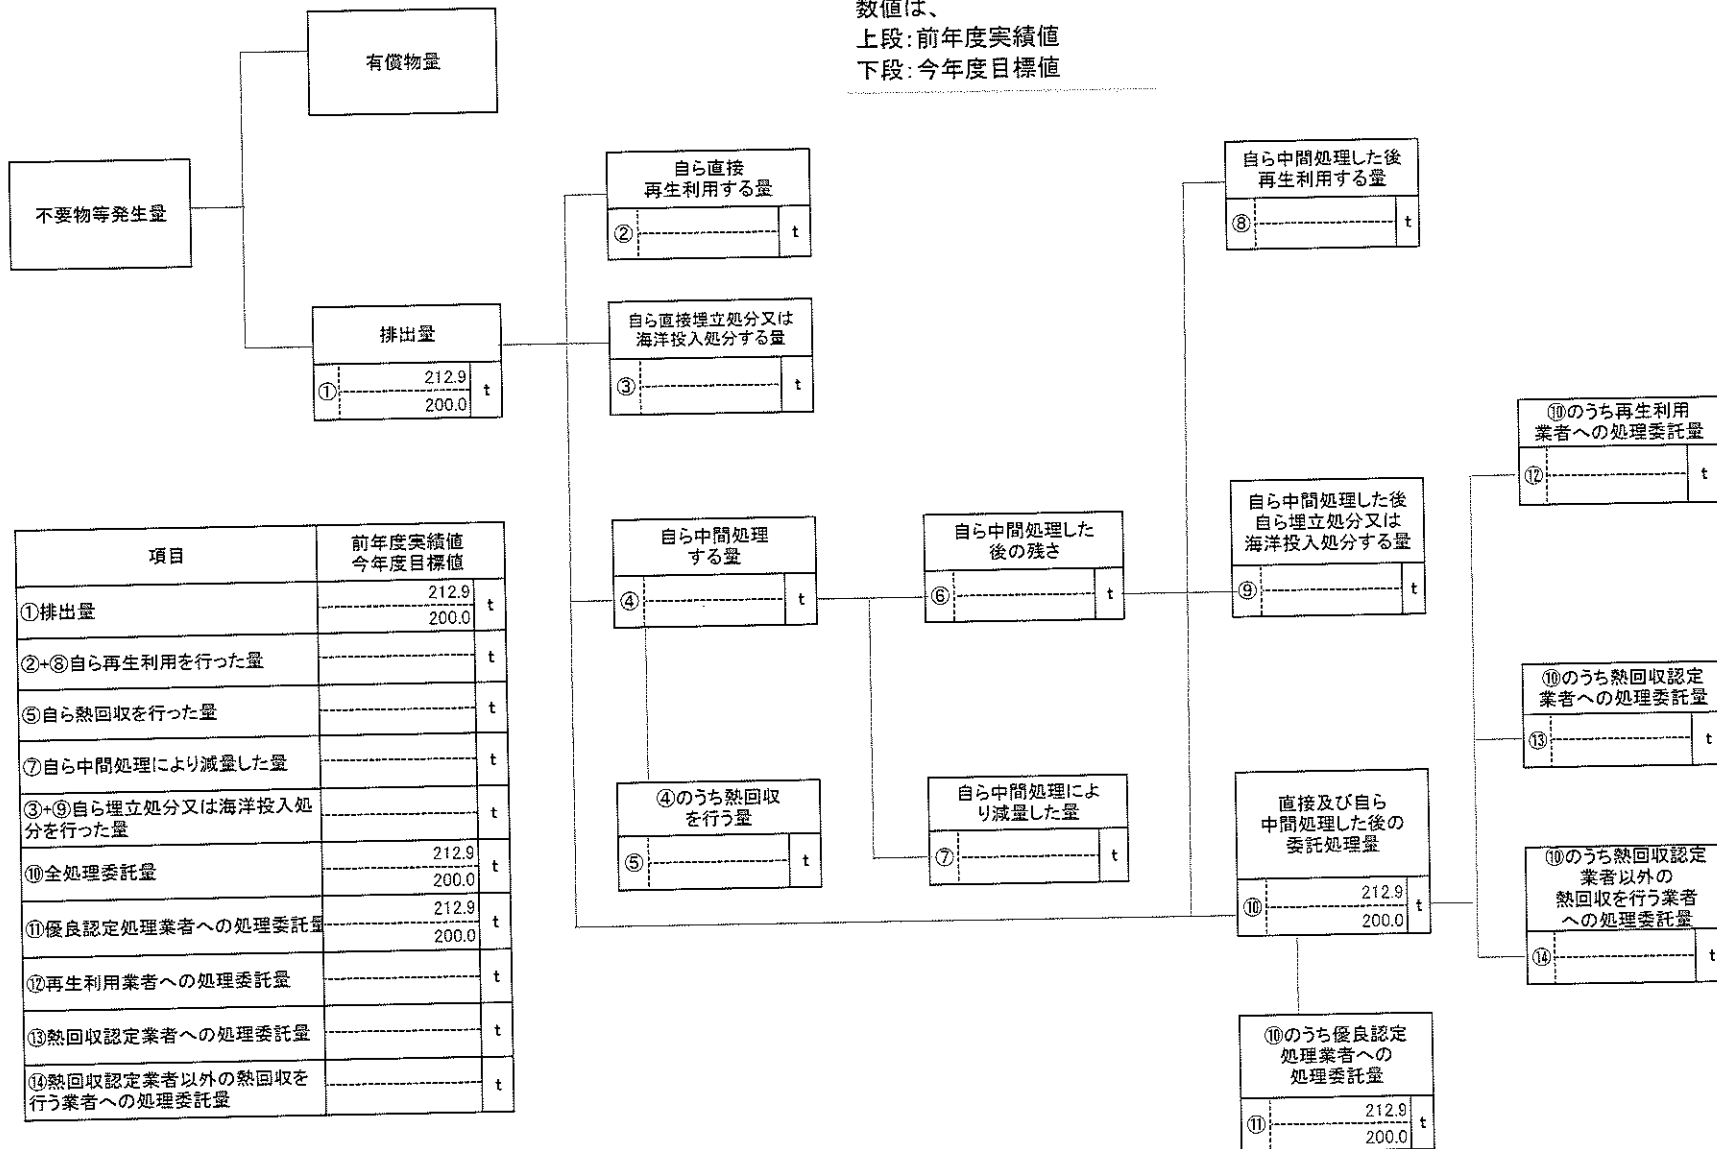 数値は、
上段：前年度実績値
下段：今年度目標値
有償物量
不要物等発生量
排出量
① 212.9 t
200.0
自ら直接
再生利用する量
② t
自ら直接埋立処分又は
海洋投入処分する量
③ t
自ら中間処理
する量
④ t
④のうち熱回収
を行う量
⑤ t
自ら中間処理した
後の残さ
⑥ t
自ら中間処理によ
り減量した量
⑦ t
自ら中間処理した後
再生利用する量
⑧ t
自ら中間処理した後
自ら埋立処分又は
海洋投入処分する量
⑨ t
直接及び自ら
中間処理した後の
委託処理量
⑩ 212.9 t
200.0
⑩のうち優良認定
処理業者への
処理委託量
⑪ 212.9 t
200.0
⑩のうち再生利用
業者への処理委託量
⑫ t
⑩のうち熱回収認定
業者への処理委託量
⑬ t
⑩のうち熱回収認定
業者以外の
熱回収を行う業者
への処理委託量
⑭ t
項目 前年度実績値
今年度目標値
①排出量 212.9 t
200.0
②+⑧自ら再生利用を行った量 t
⑤自ら熱回収を行った量 t
⑦自ら中間処理により減量した量 t
③+⑨自ら埋立処分又は海洋投入処
分を行った量 t
⑩全処理委託量 212.9 t
200.0
⑪優良認定処理業者への処理委託量 212.9 t
200.0
⑫再生利用業者への処理委託量 t
⑬熱回収認定業者への処理委託量 t
⑭熱回収認定業者以外の熱回収を
行う業者への処理委託量 t